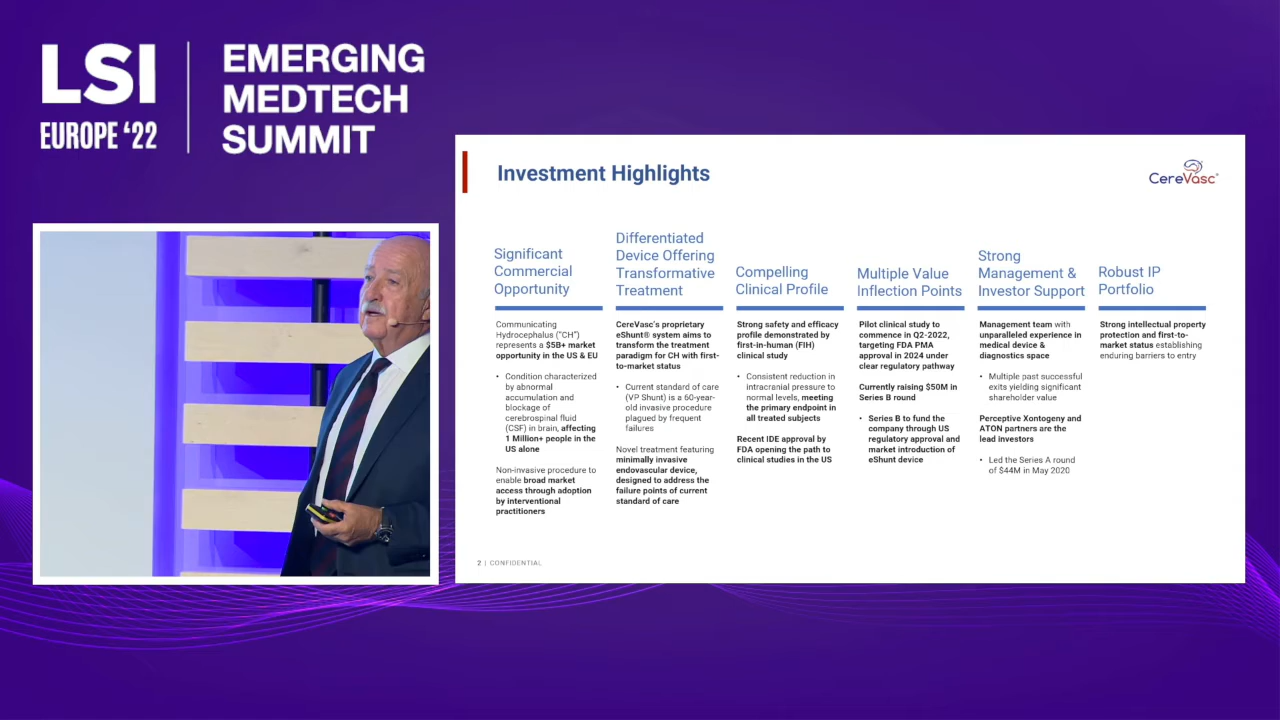 LSI
EUROPE ‘22
EMERGING
MEDTECH
SUMMIT
Investment Highlights
CereVasc®
Significant
Commercial
Opportunity
Communicating
Hydrocephalus (“CH”)
represents a $5B+ market
opportunity in the US & EU
• Condition characterized
by abnormal
accumulation and
blockage of
cerebrospinal fluid
(CSF) in brain, affecting
1 Million+ people in the
US alone
Non-invasive procedure to
enable broad market
access through adoption
by interventional
practitioners
Differentiated
Device Offering
Transformative
Treatment
CereVasc’s proprietary
eShunt® system aims to
transform the treatment
paradigm for CH with first-
to-market status
• Current standard of care
(VP Shunt) is a 60-year-
old invasive procedure
plagued by frequent
failures
Novel treatment featuring
minimally invasive
endovascular device,
designed to address the
failure points of current
standard of care
Compelling
Clinical Profile
Strong safety and efficacy
profile demonstrated by
first-in-human (FIH)
clinical study
• Consistent reduction in
intracranial pressure to
normal levels, meeting
the primary endpoint in
all treated subjects
Recent IDE approval by
FDA opening the path to
clinical studies in the US
Multiple Value
Inflection Points
Pilot clinical study to
commence in Q2-2022,
targeting FDA PMA
approval in 2024 under
clear regulatory pathway
Currently raising $50M in
Series B round
• Series B to fund the
company through US
regulatory approval and
market introduction of
eShunt device
Strong
Management &
Investor Support
Management team with
unparalleled experience in
medical device &
diagnostics space
• Multiple past successful
exits yielding significant
shareholder value
Perceptive Xontogeny and
ATON partners are the
lead investors
• Led the Series A round
of $44M in May 2020
Robust IP
Portfolio
Strong intellectual property
protection and first-to-
market status establishing
enduring barriers to entry
2 | CONFIDENTIAL